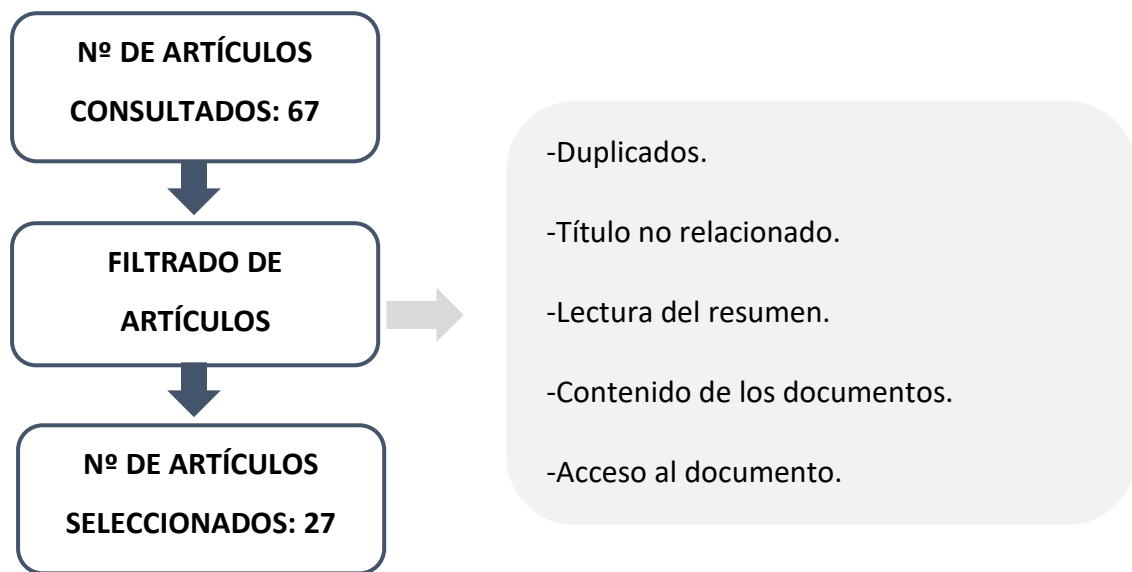 Nº DE ARTÍCULOS
CONSULTADOS: 67
FILTRADO DE
ARTÍCULOS
Nº DE ARTÍCULOS
SELECCIONADOS: 27
-Duplicados.
-Título no relacionado.
-Lectura del resumen.
-Contenido de los documentos.
-Acceso al documento.